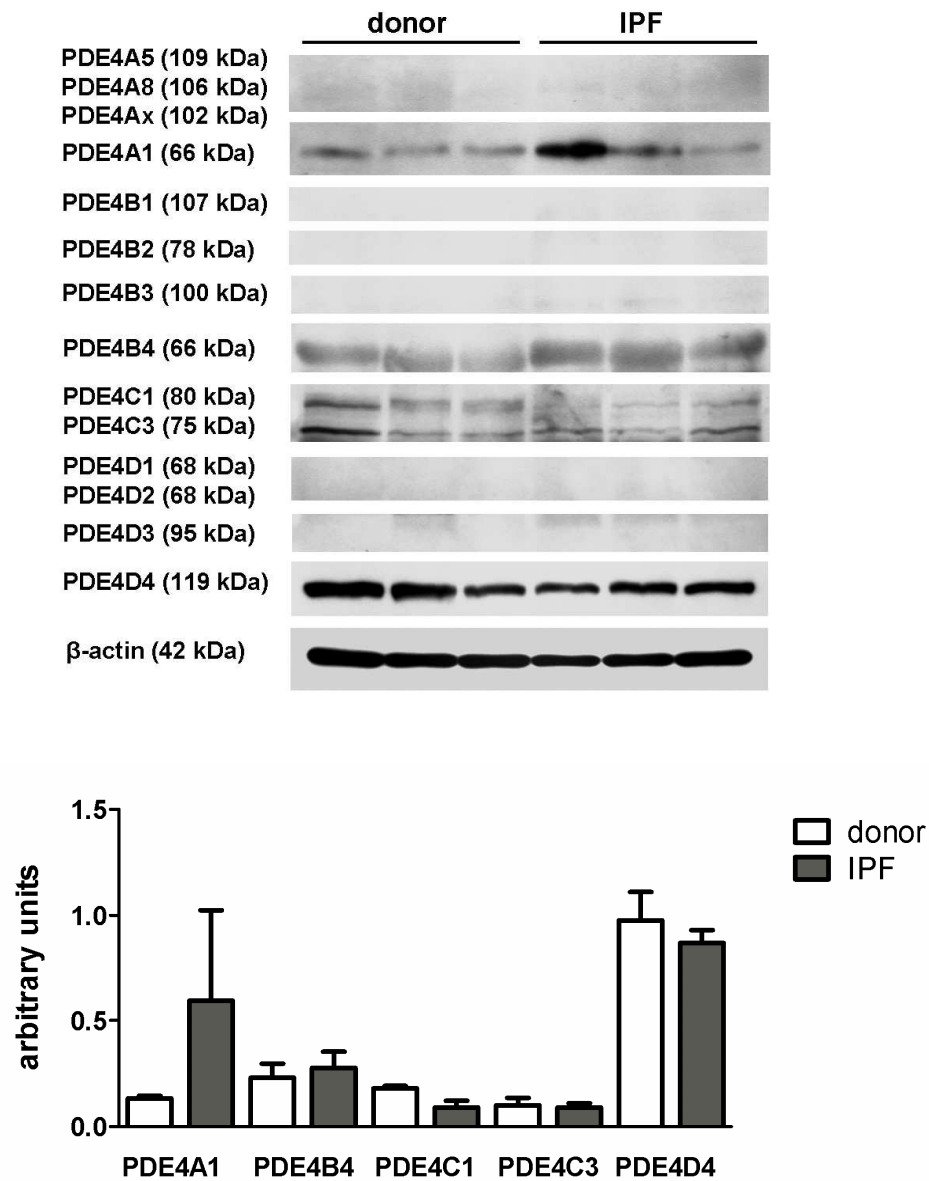 donor IPF
PDE4A5 (109 kDa)
PDE4A8 (106 kDa)
PDE4Ax (102 kDa)
PDE4A1 (66 kDa)
PDE4B1 (107 kDa)
PDE4B2 (78 kDa)
PDE4B3 (100 kDa)
PDE4B4 (66 kDa)
PDE4C1 (80 kDa)
PDE4C3 (75 kDa)
PDE4D1 (68 kDa)
PDE4D2 (68 kDa)
PDE4D3 (95 kDa)
PDE4D4 (119 kDa)
β-actin (42 kDa)
1.5
1.0
0.5
0.0
arbitrary units
donor
IPF
PDE4A1 PDE4B4 PDE4C1 PDE4C3 PDE4D4